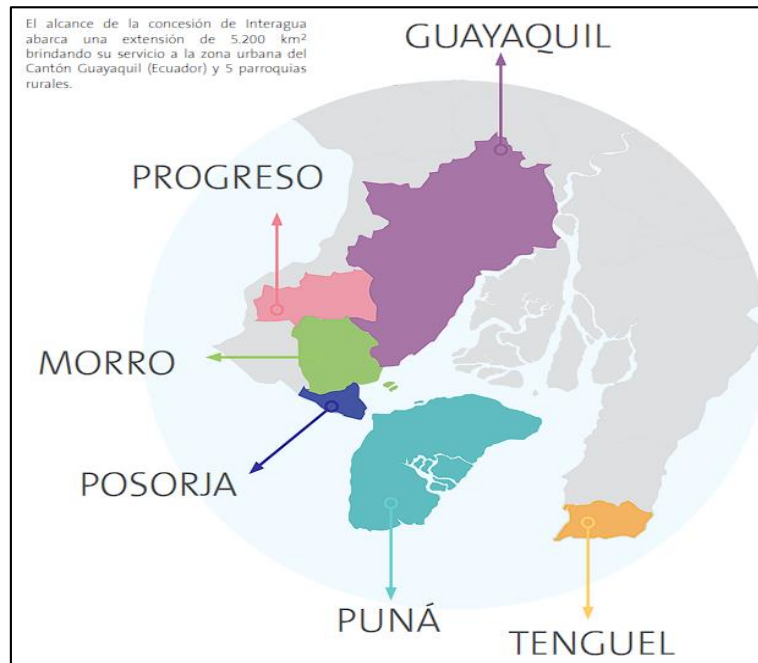 El alcance de la concesión de Interagua
abarca una extensión de 5.200 km²
brindando su servicio a la zona urbana del
Cantón Guayaquil (Ecuador) y 5 parroquias
rurales.
GUAYAQUIL
PROGRESO
MORRO
POSORJA
PUNÁ
TENGUEL